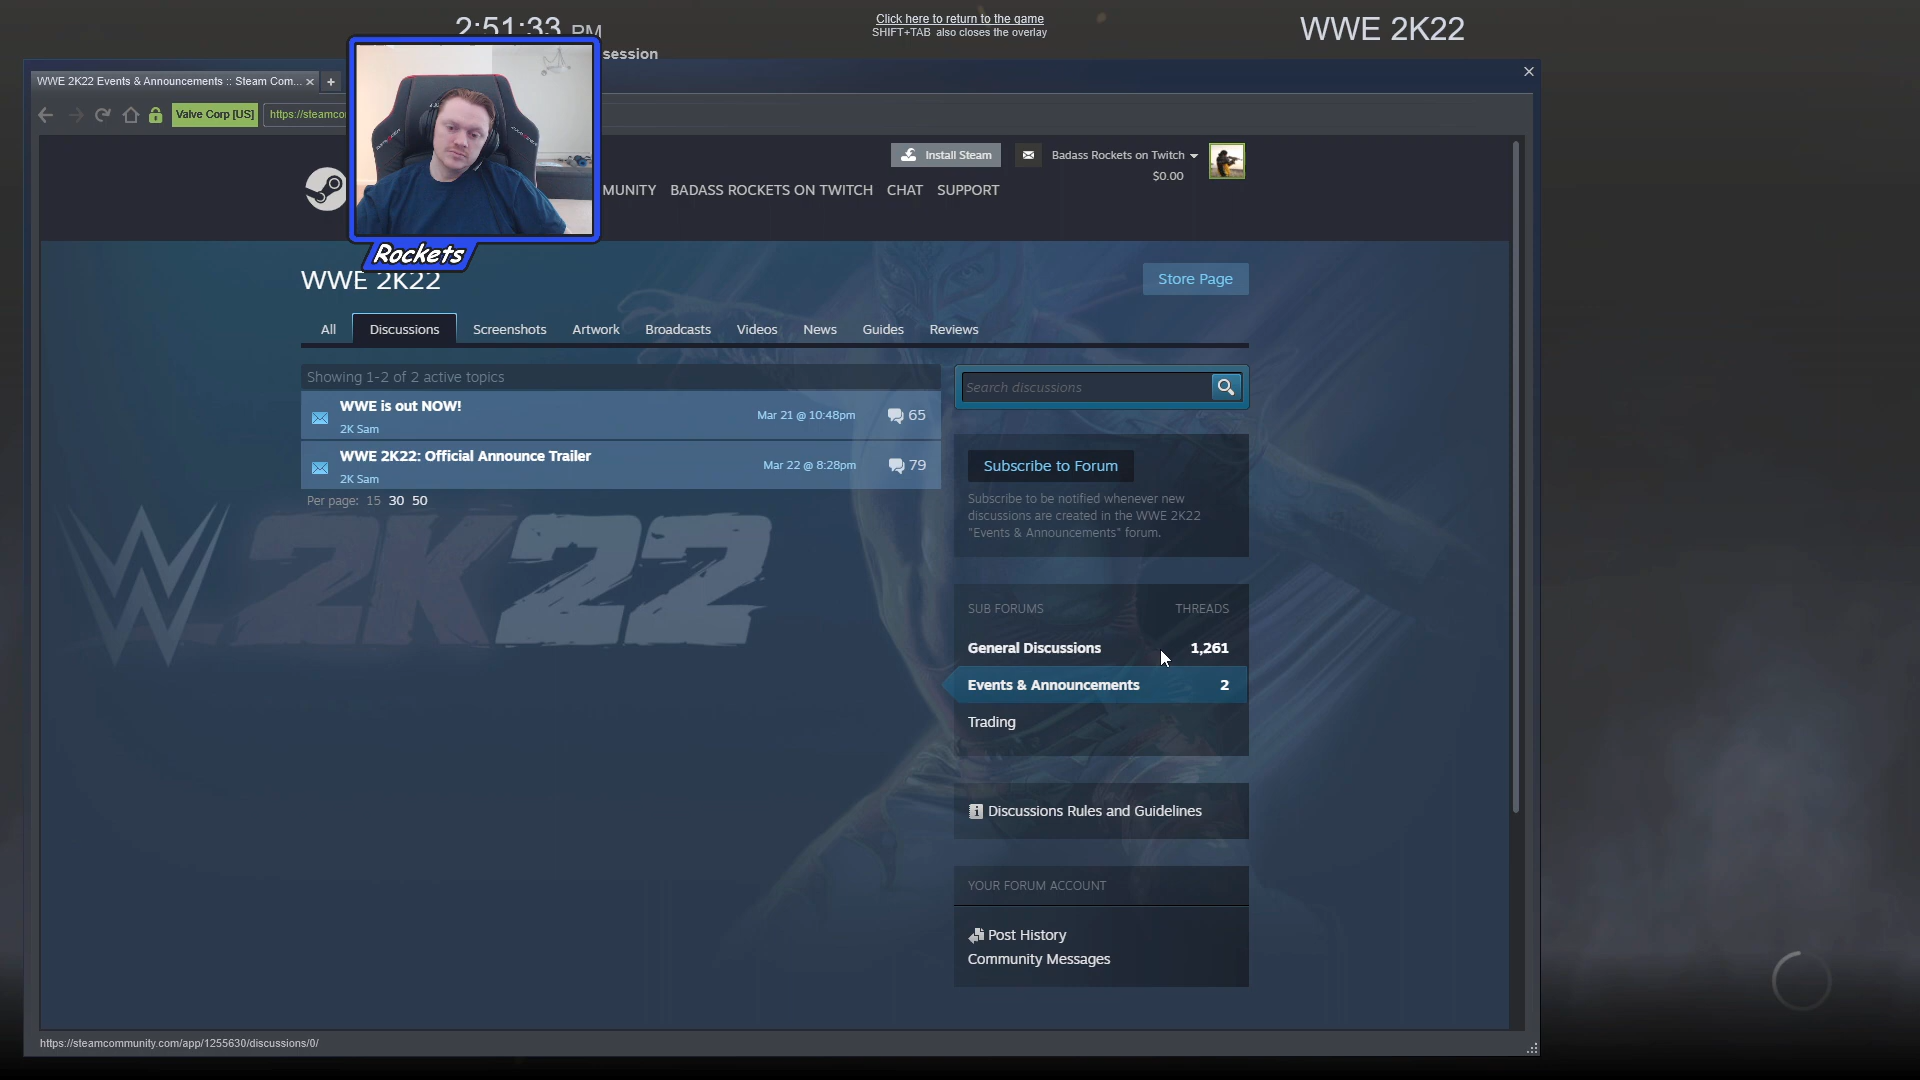 2:51:33 PM
Click here to return to the game
SHIFT+TAB also closes the overlay
WWE 2K22
session
WWE 2K22 Events & Announcements :: Steam Com...
Valve Corp [US]
https://steamco
Install Steam
Badass Rockets on Twitch
$0.00
MUNITY
BADASS ROCKETS ON TWITCH
CHAT
SUPPORT
Rockets
WWE 2K22
Store Page
All
Discussions
Screenshots
Artwork
Broadcasts
Videos
News
Guides
Reviews
Showing 1-2 of 2 active topics
Search discussions
WWE is out NOW!
Mar 21 @ 10:48pm
65
2K Sam
WWE 2K22: Official Announce Trailer
Mar 22 @ 8:28pm
79
2K Sam
Per page: 15 30 50
Subscribe to Forum
Subscribe to be notified whenever new
discussions are created in the WWE 2K22
"Events & Announcements" forum.
W 2K22
SUB FORUMS
THREADS
General Discussions
1,261
Events & Announcements
2
Trading
Discussions Rules and Guidelines
YOUR FORUM ACCOUNT
Post History
Community Messages
https://steamcommunity.com/app/1255630/discussions/0/